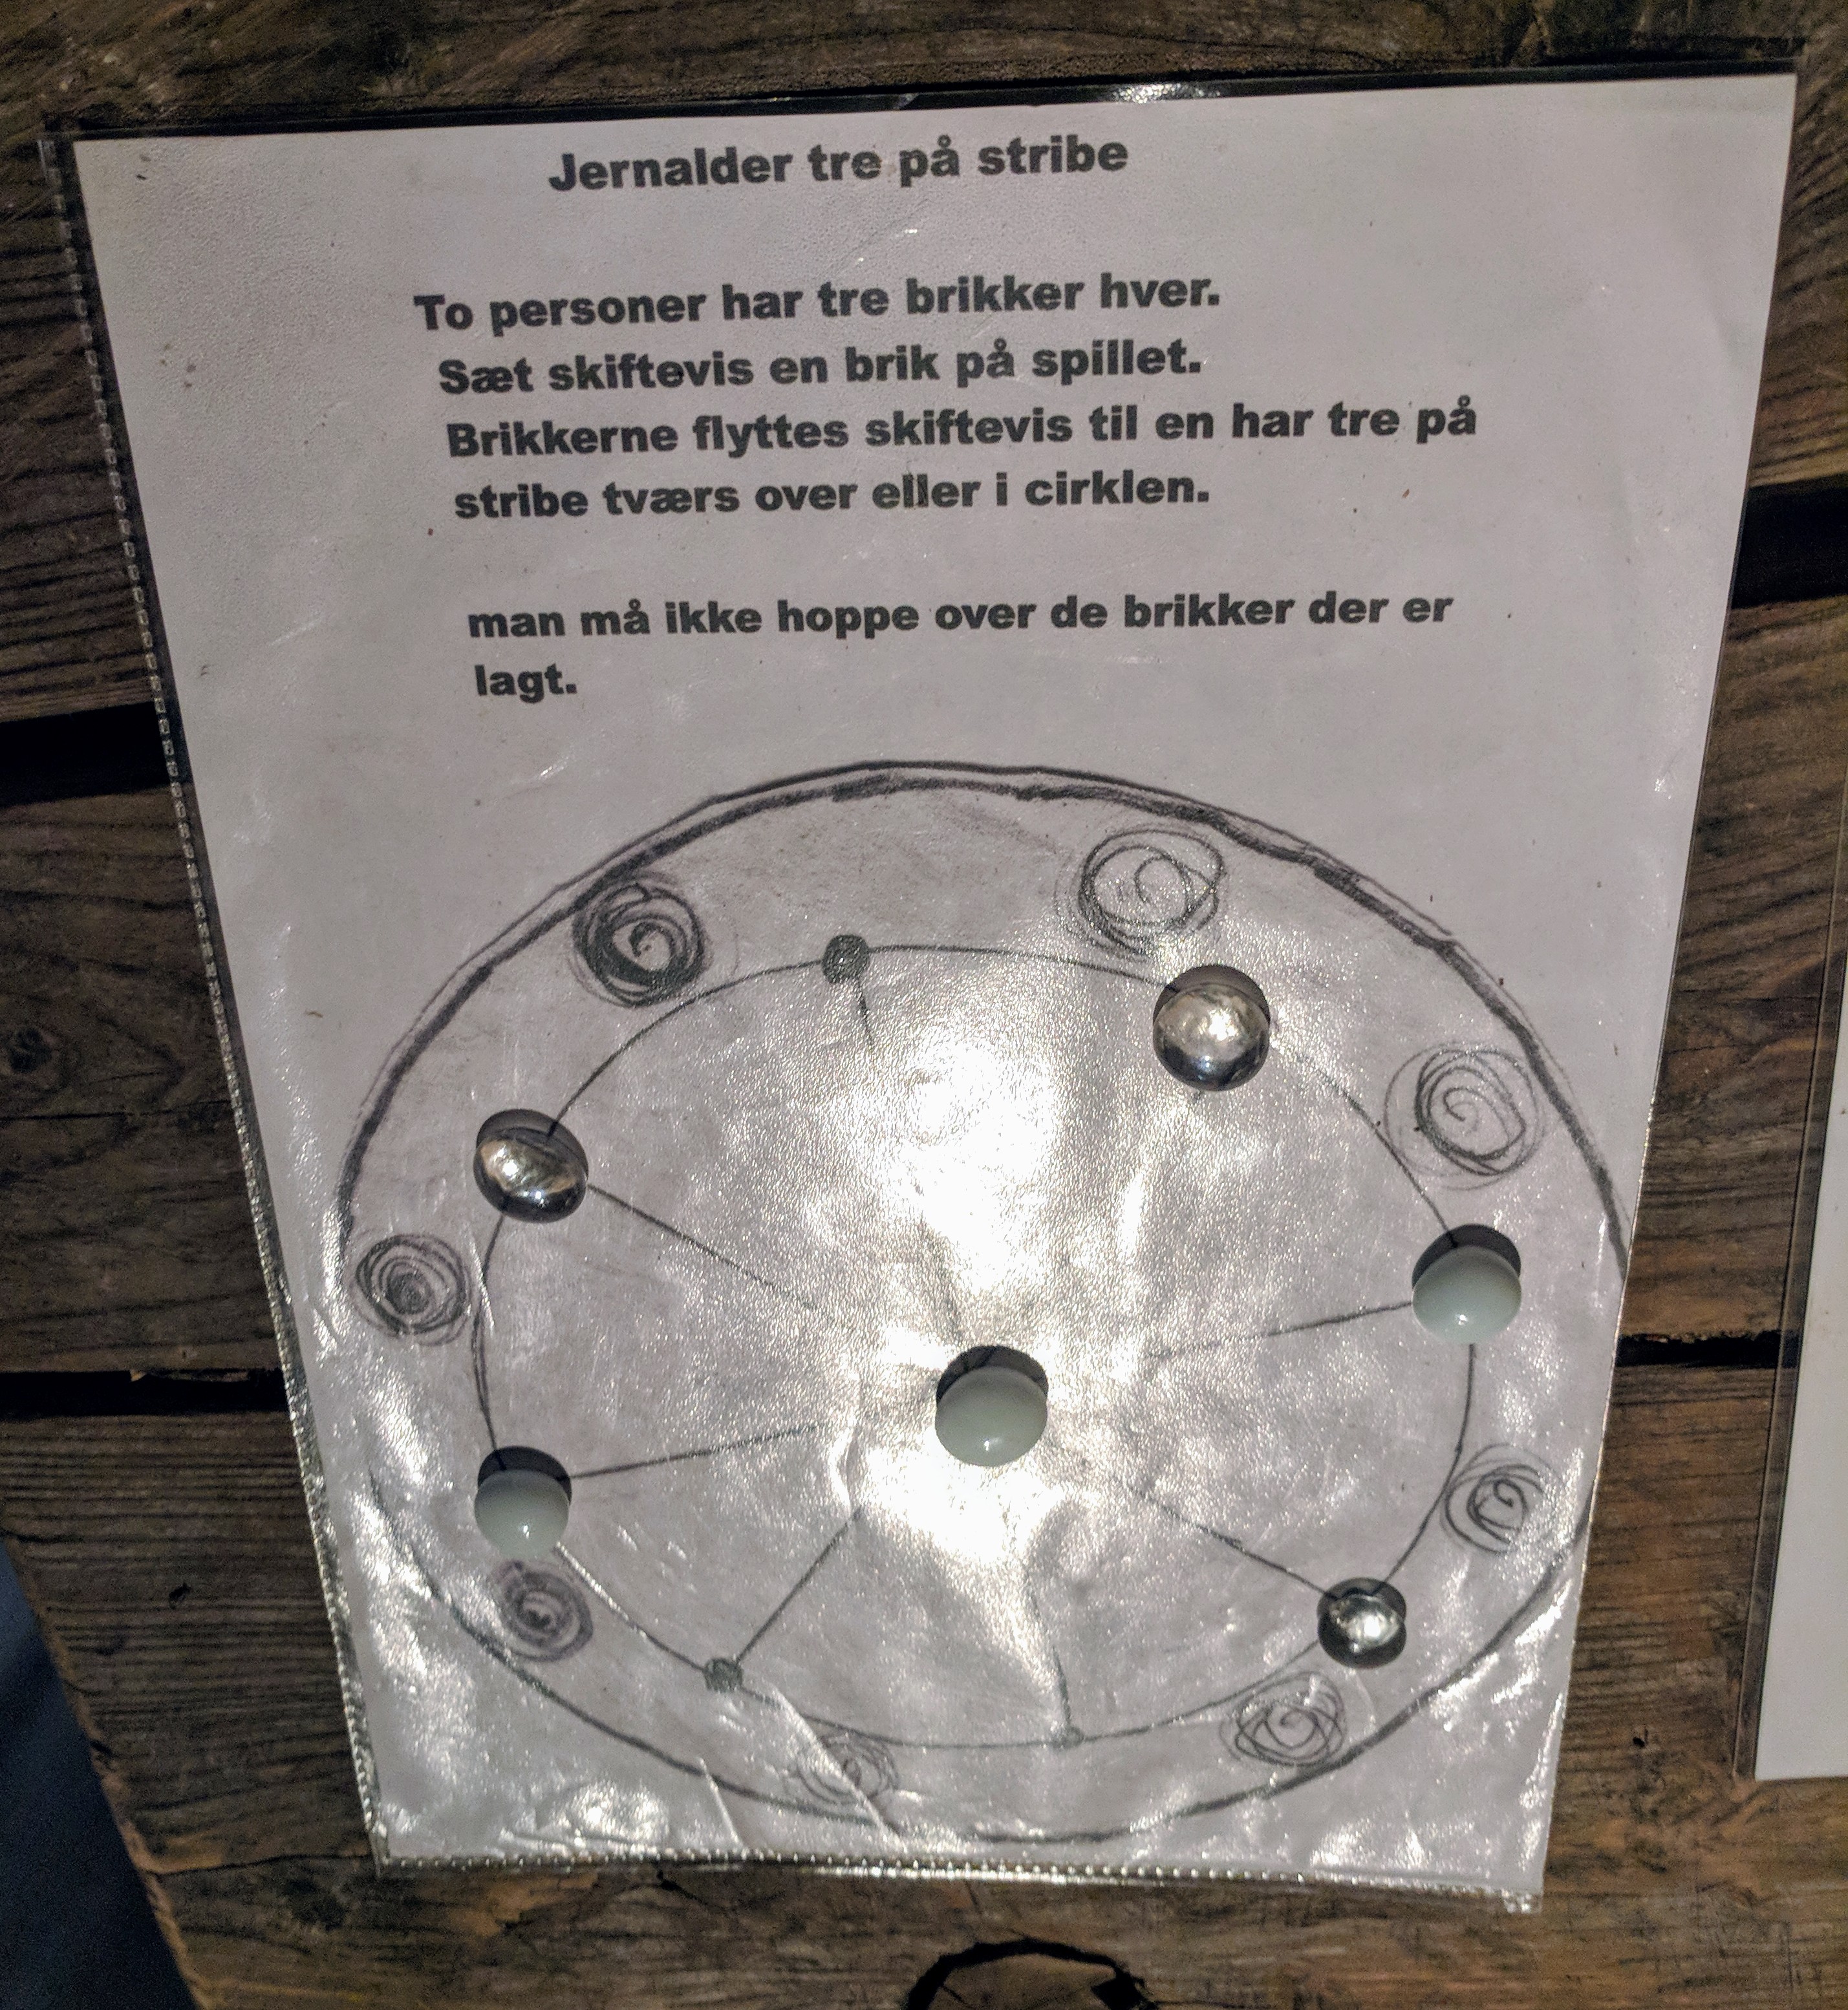 Jernalder tre på stribe
To personer har tre brikker hver.
Sæt skiftevis en brik på spillet.
Brikkerne flyttes skiftevis til en har tre på
stribe tværs over eller i cirklen.
man må ikke hoppe over de brikker der er
lagt.